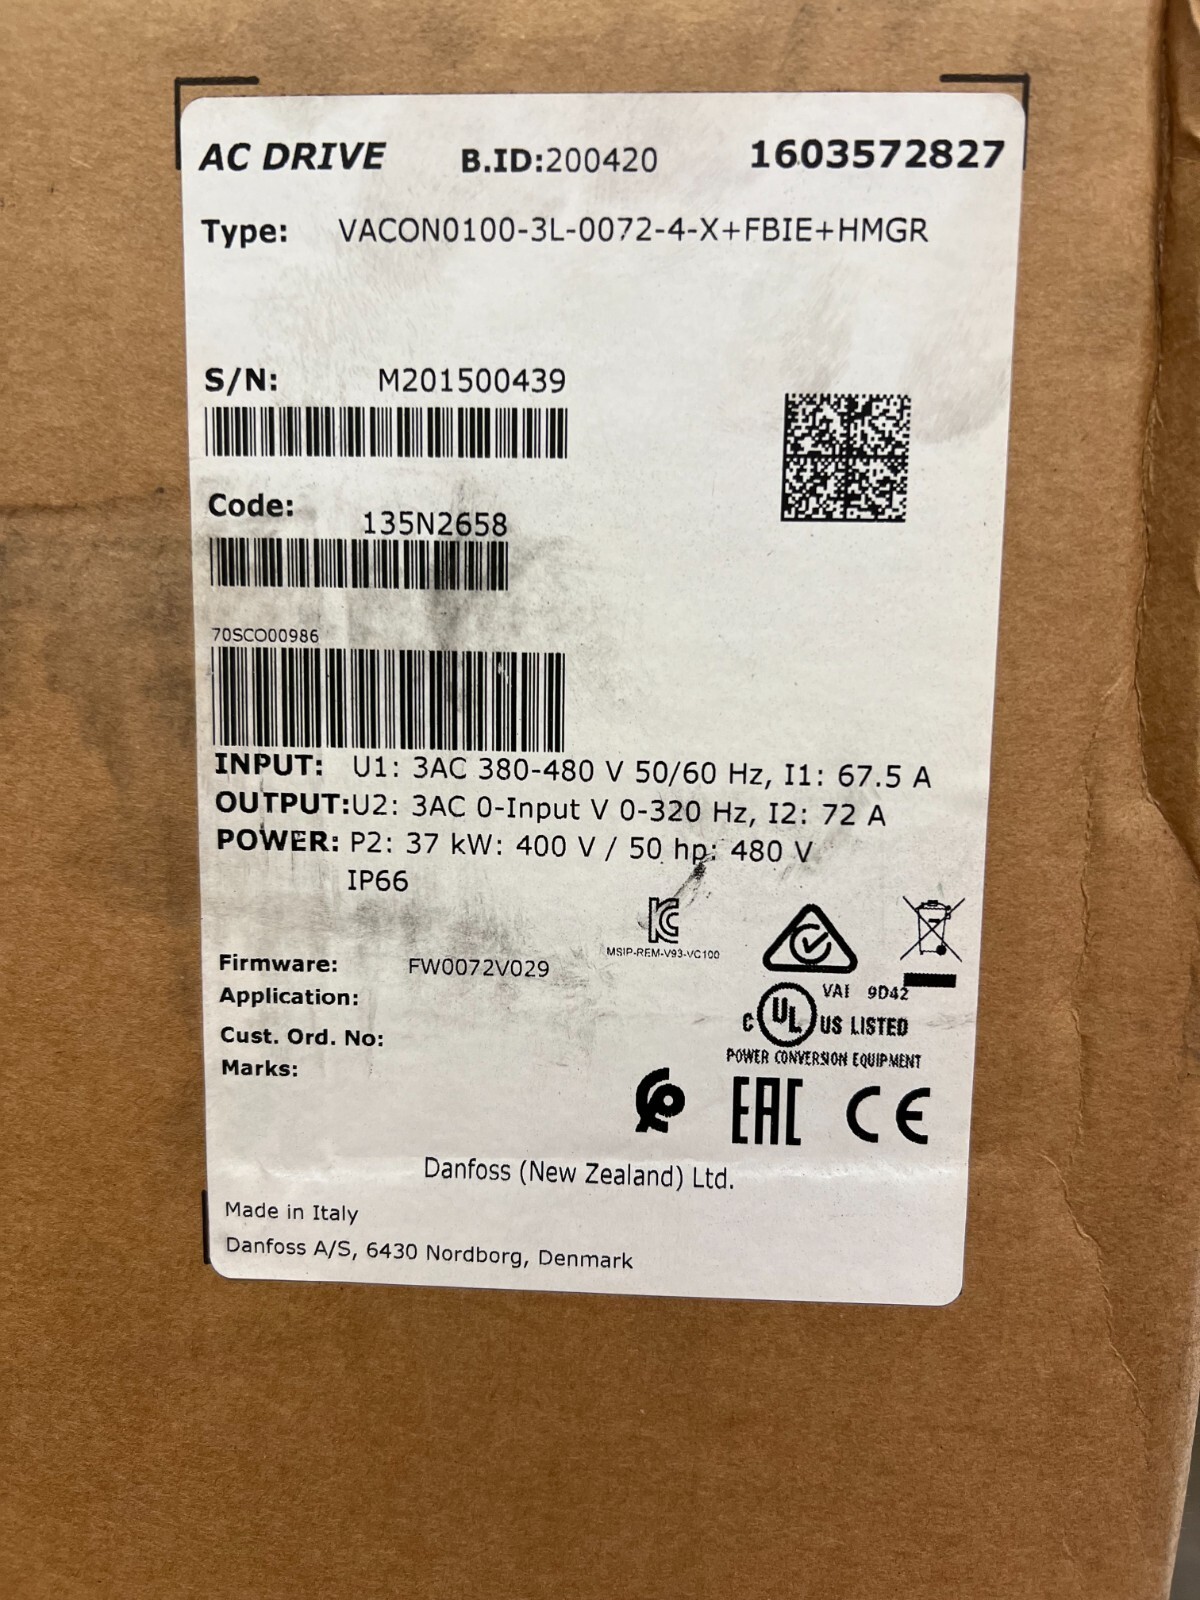 AC DRIVE B.ID:200420 1603572827
Type: VACON0100-3L-0072-4-X+FBIE+HMGR
S/N: M201500439
Code: 135N2658
70SCO00986
INPUT: U1: 3AC 380-480 V 50/60 Hz, I1: 67.5 A
OUTPUT:U2: 3AC 0-Input V 0-320 Hz, I2: 72 A
POWER: P2: 37 kW: 400 V / 50 hp: 480 V
IP66
KC
MSIP-REM-V93-VC100
Firmware: FW0072V029
Application:
VAI 9D42
C UL US LISTED
POWER CONVERSION EQUIPMENT
Cust. Ord. No:
Marks:
EAC CE
Danfoss (New Zealand) Ltd.
Made in Italy
Danfoss A/S, 6430 Nordborg, Denmark